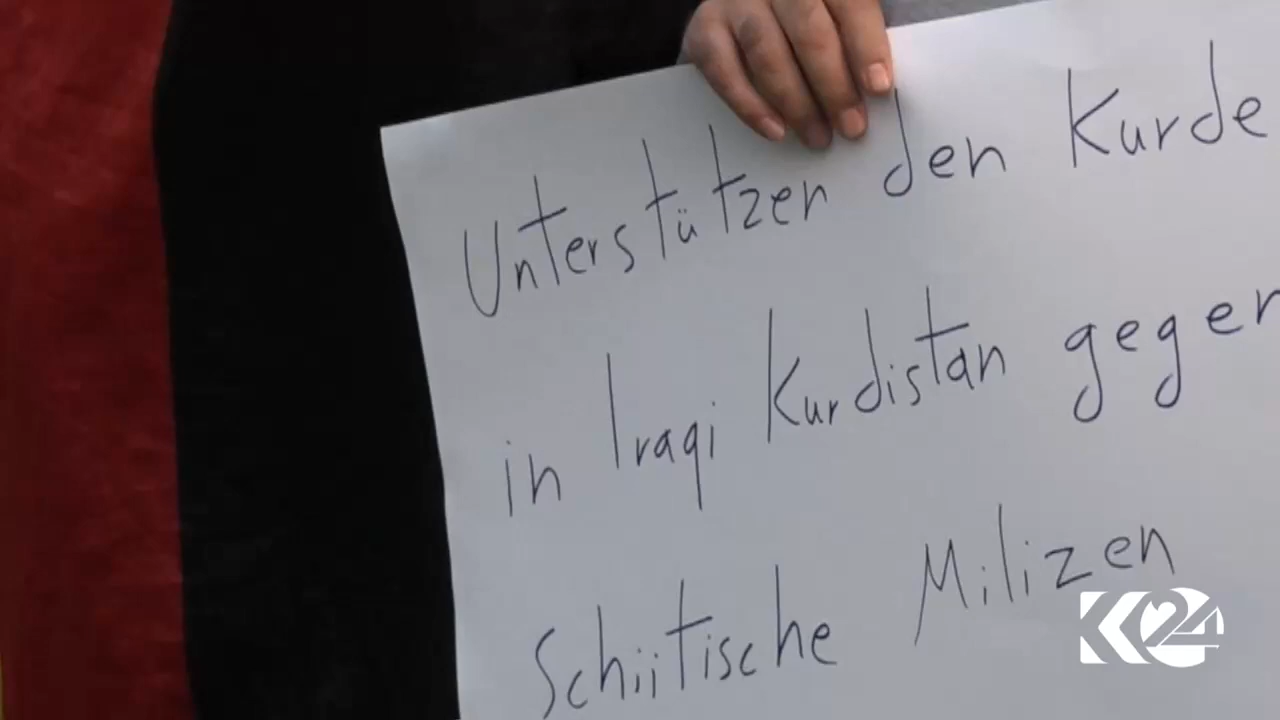 Unterstützen den Kurde
in Iraqi Kurdistan gegen
Schiitische Milizen
K24